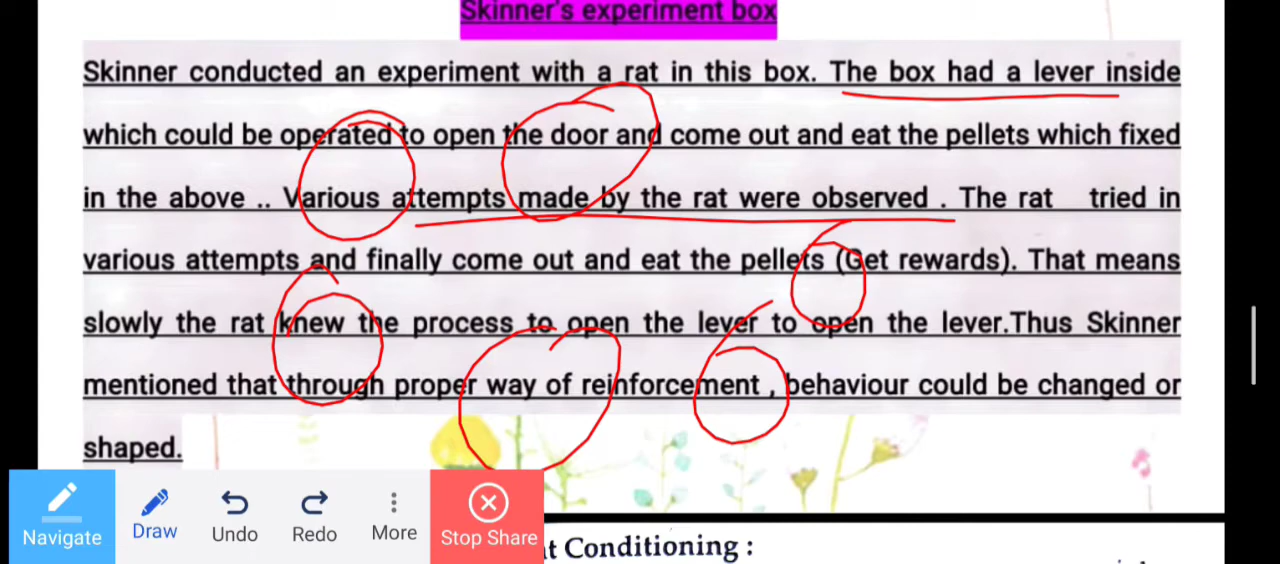 Skinner's experiment box
Skinner conducted an experiment with a rat in this box. The box had a lever inside
which could be operated to open the door and come out and eat the pellets which fixed
in the above .. Various attempts made by the rat were observed . The rat tried in
various attempts and finally come out and eat the pellets (Get rewards). That means
slowly the rat knew the process to open the lever to open the lever.Thus Skinner
mentioned that through proper way of reinforcement , behaviour could be changed or
shaped.
Navigate Draw Undo Redo More Stop Share
Conditioning :